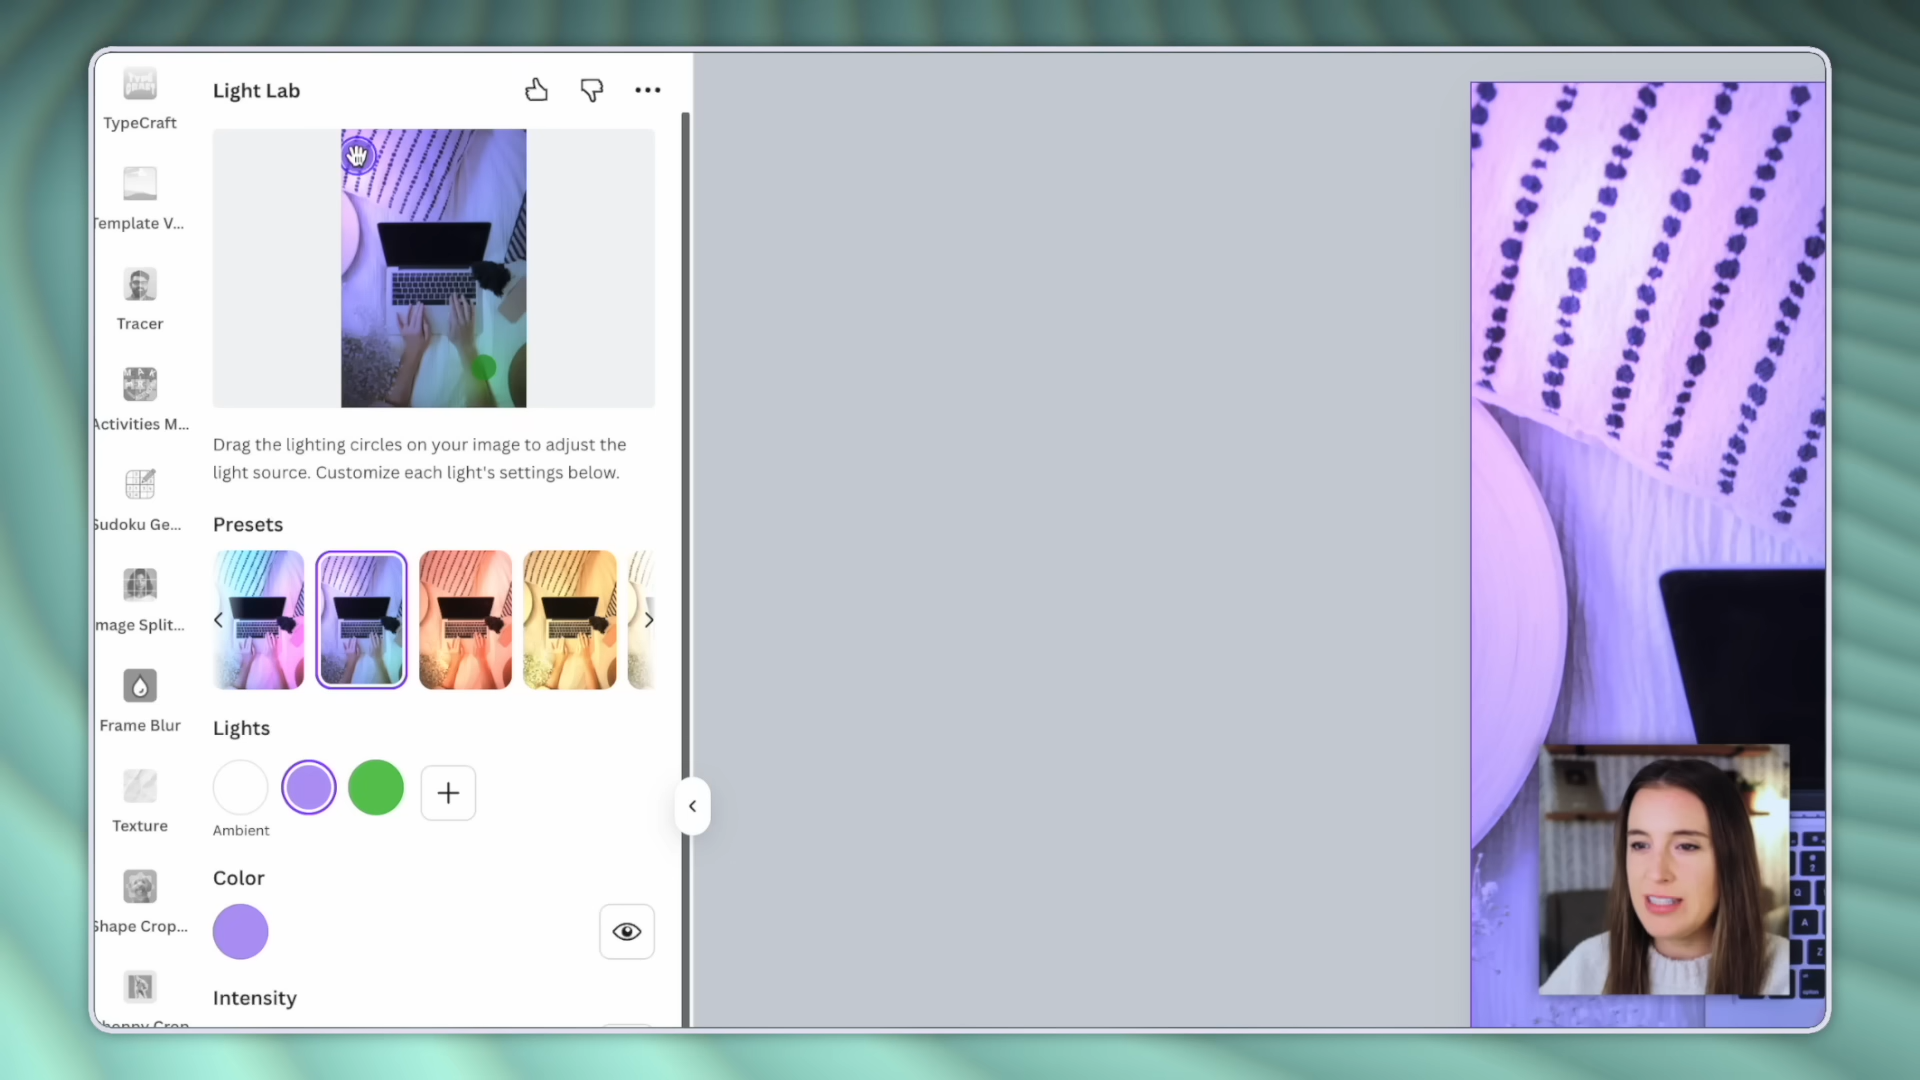 Light Lab
TypeCraft
Template V...
Tracer
Activities M...
Sudoku Ge...
Image Split...
Frame Blur
Texture
Shape Crop...
Drag the lighting circles on your image to adjust the
light source. Customize each light's settings below.
Presets
Lights
Ambient
Color
Intensity
Q
A
Z
option